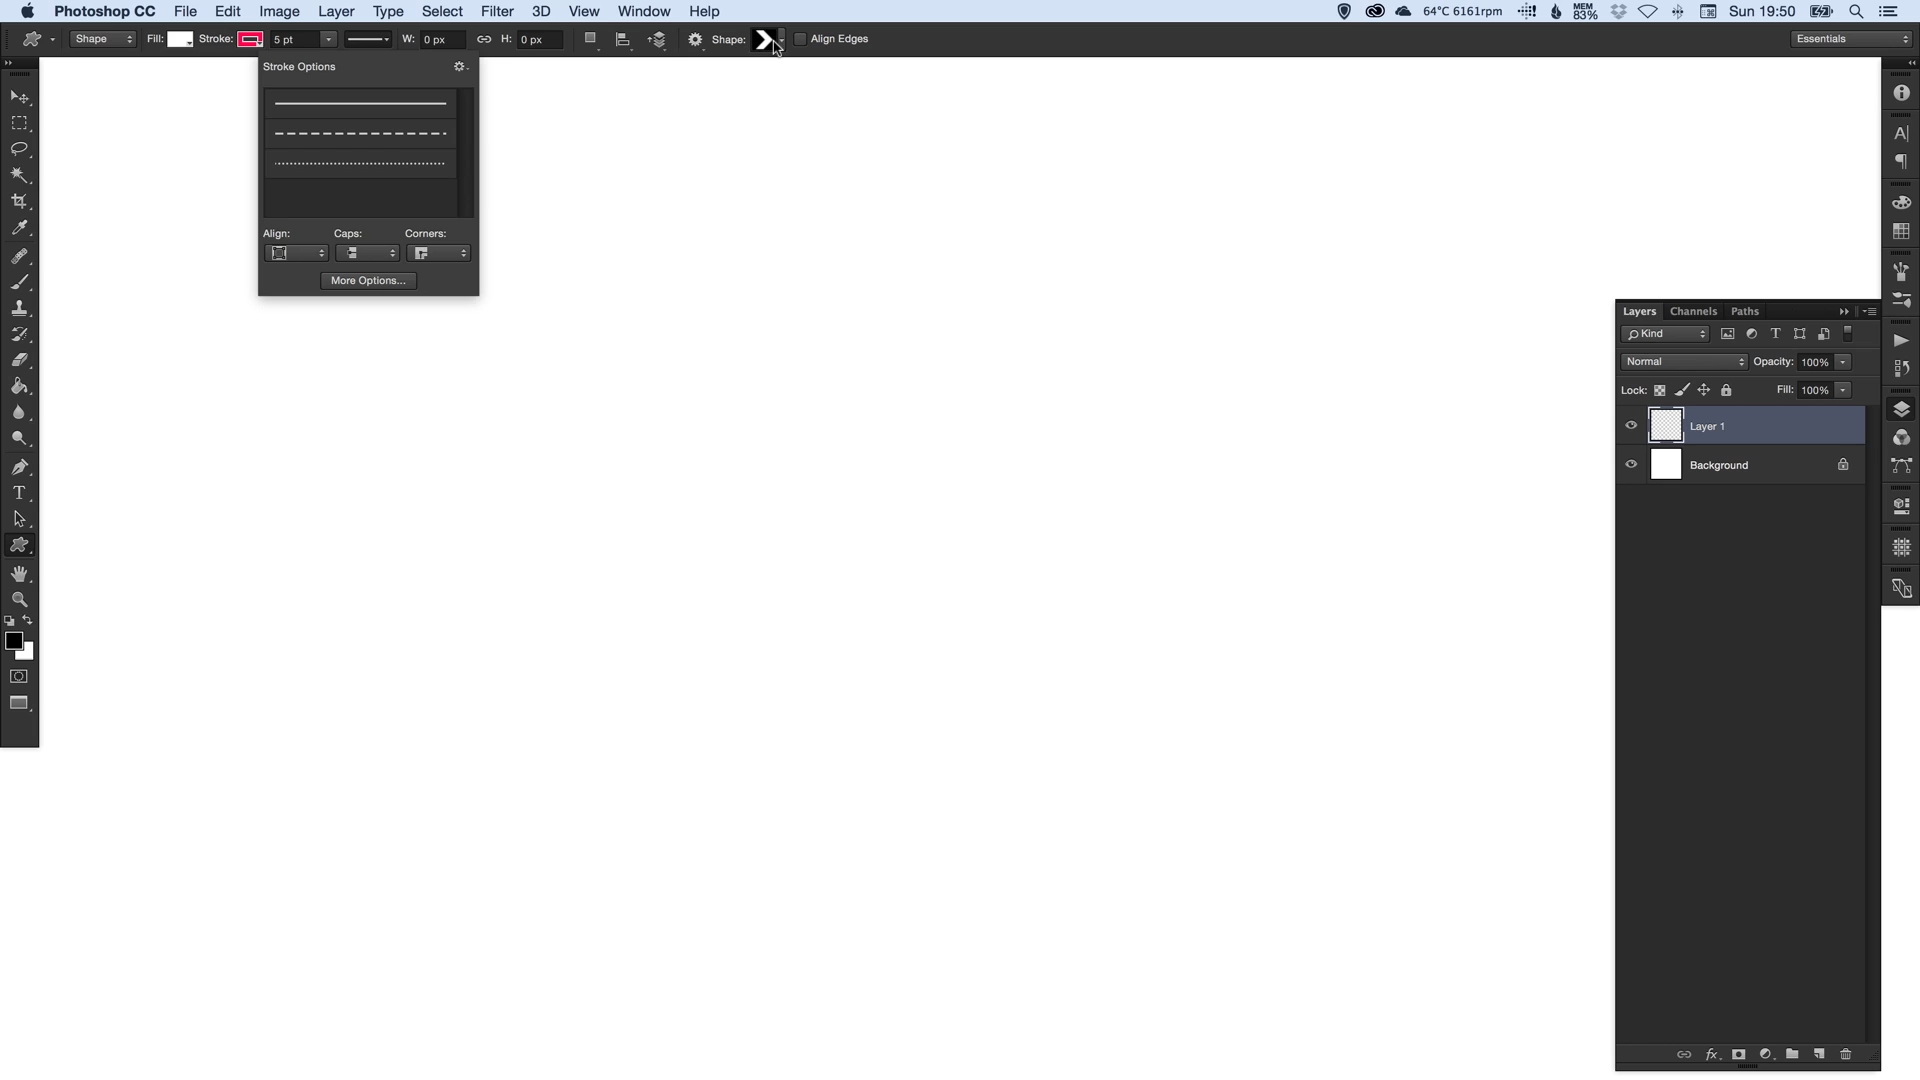 Photoshop CC File Edit Image Layer Type Select Filter 3D View Window Help 64°C 6161rpm MEM 83% Sun 19:50
Shape Fill: Stroke: 5 pt W: 0 px H: 0 px Shape: Align Edges Essentials
Stroke Options
Align: Caps: Corners:
More Options...
Layers Channels Paths
Kind
Normal Opacity: 100%
Lock: Fill: 100%
Layer 1
Background